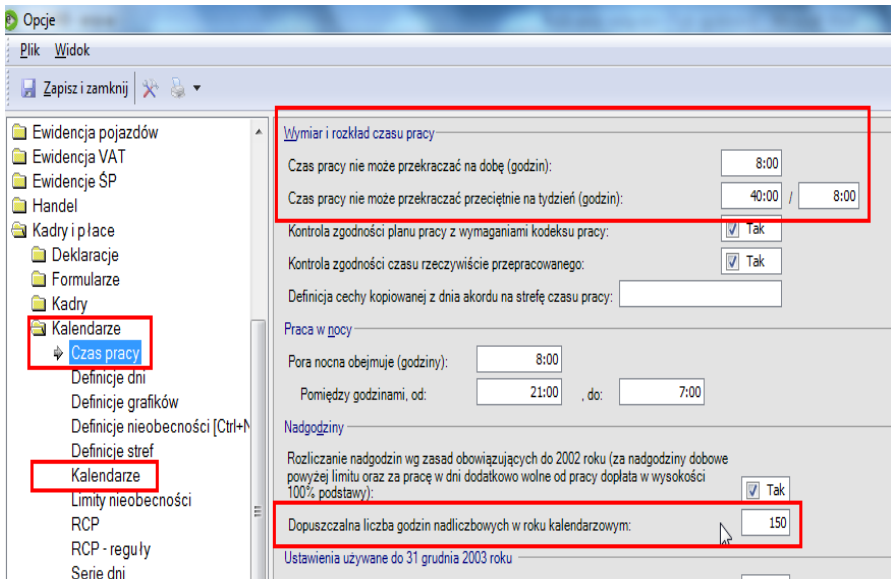 Opcje
Plik Widok
Zapisz i zamknij
Ewidencja pojazdów
Ewidencja VAT
Ewidencje ŚP
Handel
Kadry i płace
Deklaracje
Formularze
Kadry
Kalendarze
Czas pracy
Definicje dni
Definicje grafików
Definicje nieobecności [Ctrl+N
Definicje stref
Kalendarze
Limity nieobecności
RCP
RCP - reguły
Serie dni
Wymiar i rozkład czasu pracy
Czas pracy nie może przekraczać na dobę (godzin): 8:00
Czas pracy nie może przekraczać przeciętnie na tydzień (godzin): 40:00 / 8:00
Kontrola zgodności planu pracy z wymaganiami kodeksu pracy: Tak
Kontrola zgodności czasu rzeczywiście przepracowanego: Tak
Definicja cechy kopiowanej z dnia akordu na strefę czasu pracy:
Praca w nocy
Pora nocna obejmuje (godziny): 8:00
Pomiędzy godzinami, od: 21:00 , do: 7:00
Nadgodziny
Rozliczanie nadgodzin wg zasad obowiązujących do 2002 roku (za nadgodziny dobowe
powyżej limitu oraz za pracę w dni dodatkowo wolne od pracy dopłata w wysokości
100% podstawy): Tak
Dopuszczalna liczba godzin nadliczbowych w roku kalendarzowym: 150
Ustawienia używane do 31 grudnia 2003 roku